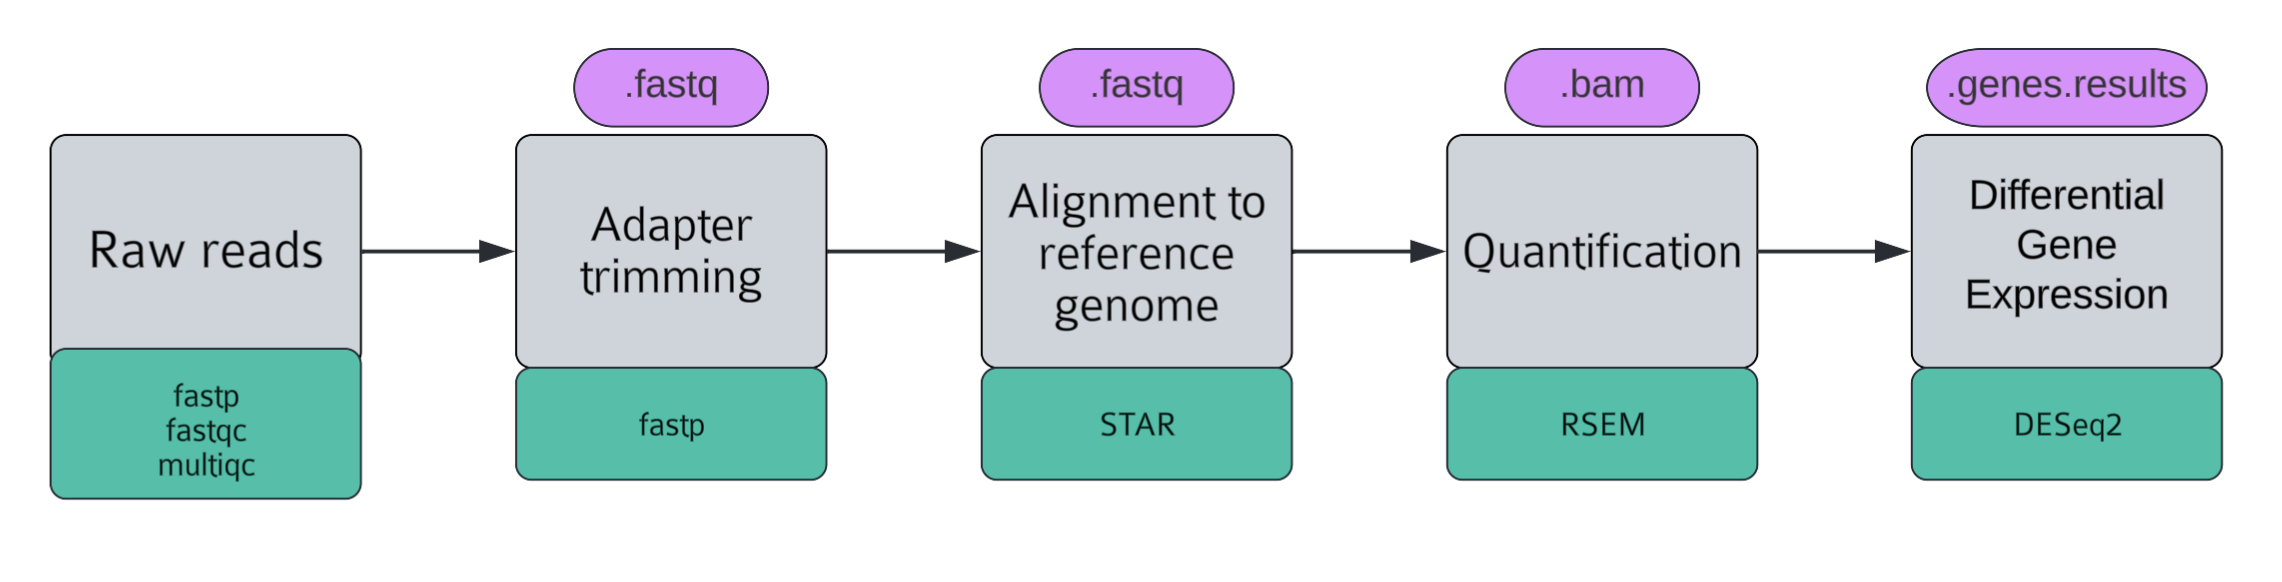 .fastq
.fastq
.bam
.genes.results
Raw reads
Adapter
trimming
Alignment to
reference
genome
Quantification
Differential
Gene
Expression
fastp
fastqc
multiqc
fastp
STAR
RSEM
DESeq2